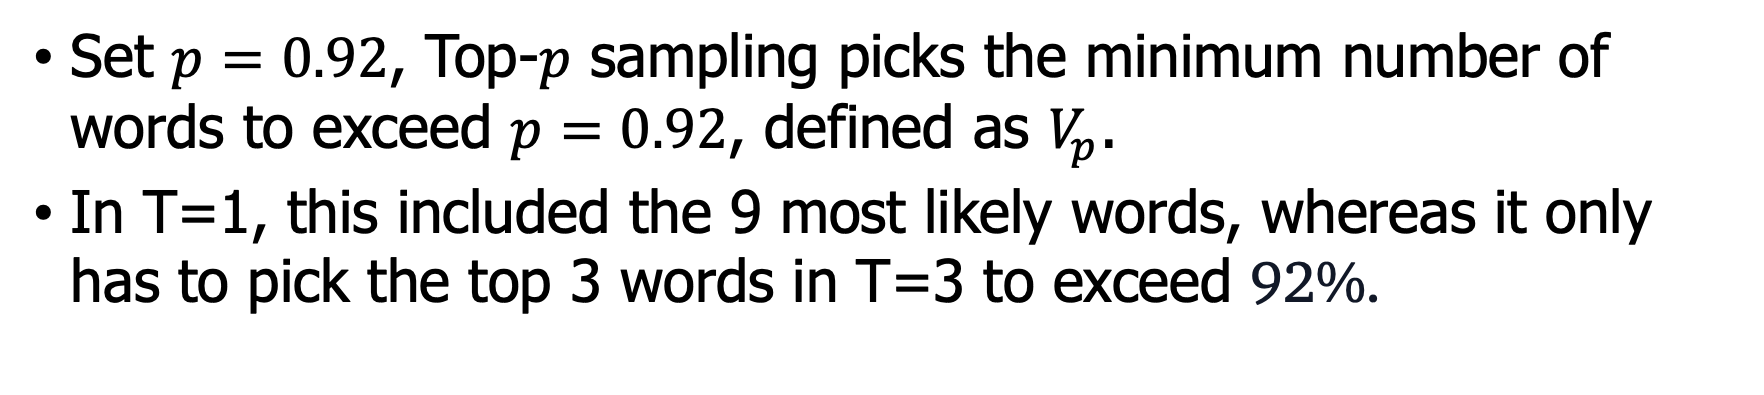 • Set p = 0.92, Top-p sampling picks the minimum number of
words to exceed p = 0.92, defined as Vp.
• In T=1, this included the 9 most likely words, whereas it only
has to pick the top 3 words in T=3 to exceed 92%.